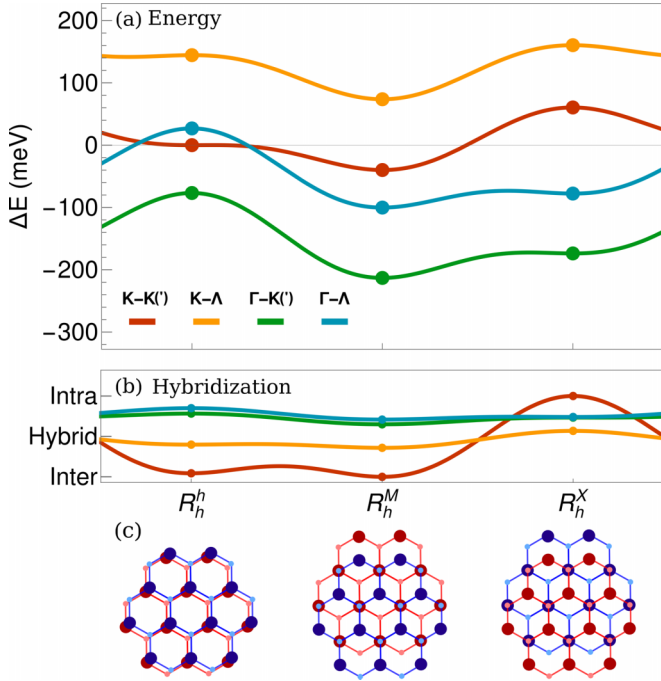 (a) Energy
200
100
0
−100
−200
−300
ΔE (meV)
K−K(') K−Λ Γ−K(') Γ−Λ
(b) Hybridization
Intra
Hybrid
Inter
R_h^h R_h^M R_h^X
(c)